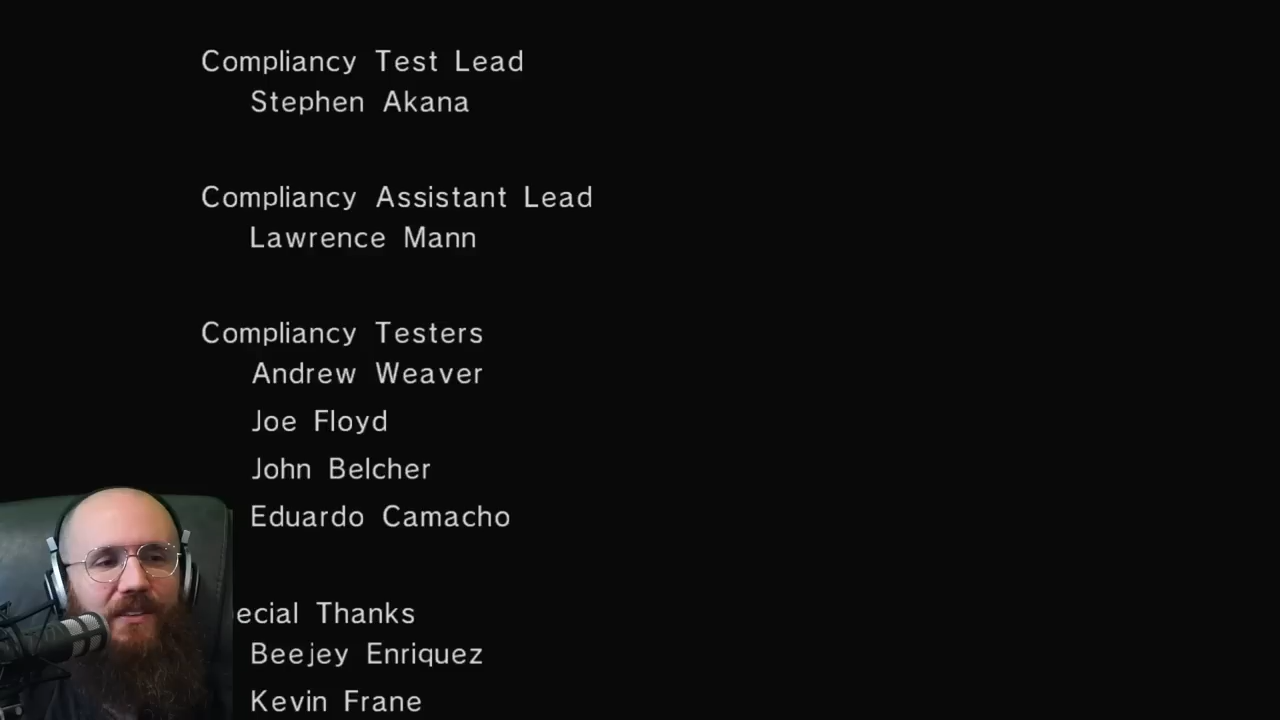 Compliancy Test Lead
Stephen Akana
Compliancy Assistant Lead
Lawrence Mann
Compliancy Testers
Andrew Weaver
Joe Floyd
John Belcher
Eduardo Camacho
ecial Thanks
Beejey Enriquez
Kevin Frane